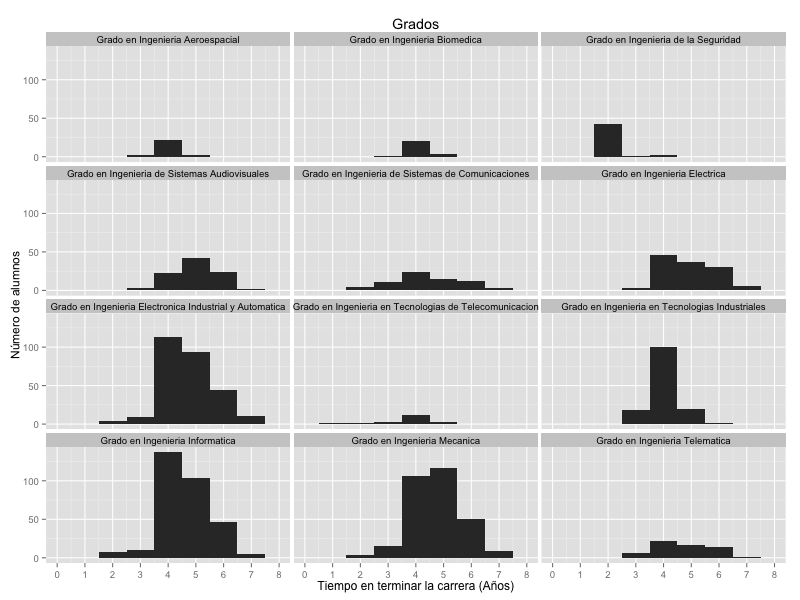 Grados
Grado en Ingenieria Aeroespacial
Grado en Ingenieria Biomedica
Grado en Ingenieria de la Seguridad
100
50
0
Grado en Ingenieria de Sistemas Audiovisuales
Grado en Ingenieria de Sistemas de Comunicaciones
Grado en Ingenieria Electrica
100
50
0
Número de alumnos
Grado en Ingenieria Electronica Industrial y Automatica
Grado en Ingenieria en Tecnologias de Telecomunicacion
Grado en Ingenieria en Tecnologias Industriales
100
50
0
Grado en Ingenieria Informatica
Grado en Ingenieria Mecanica
Grado en Ingenieria Telematica
100
50
0
0 1 2 3 4 5 6 7 8
0 1 2 3 4 5 6 7 8
0 1 2 3 4 5 6 7 8
Tiempo en terminar la carrera (Años)